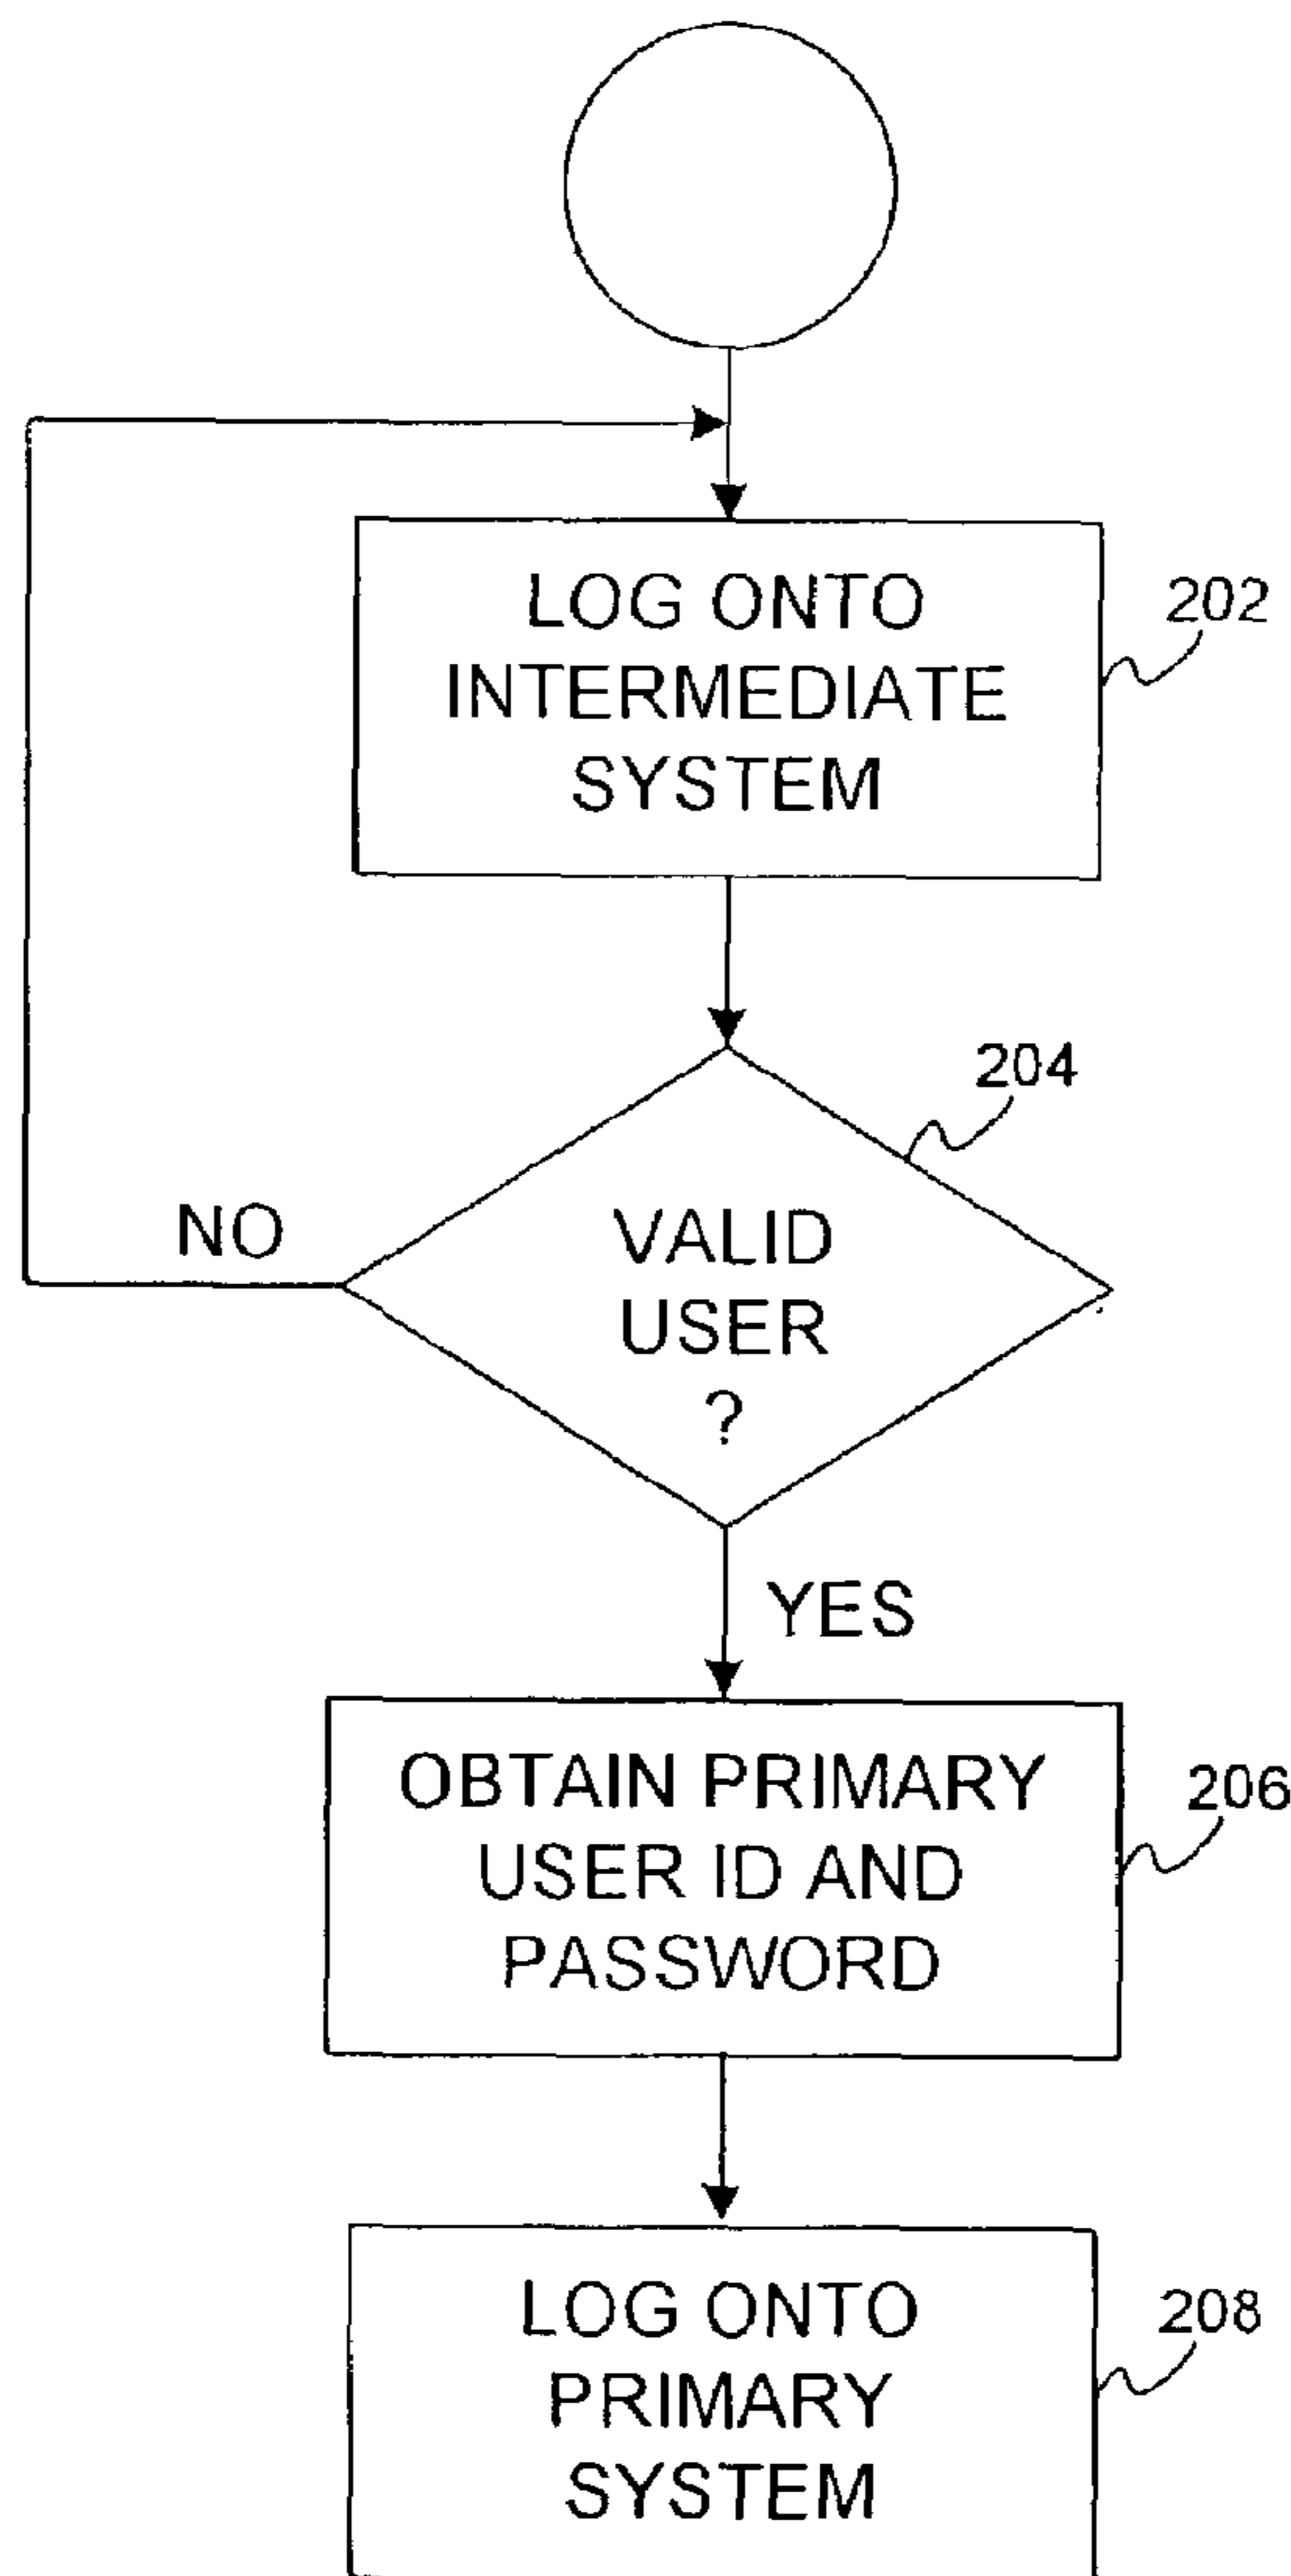 LOG ONTO
INTERMEDIATE
SYSTEM
202
204
VALID
USER
?
NO
YES
OBTAIN PRIMARY
USER ID AND
PASSWORD
206
LOG ONTO
PRIMARY
SYSTEM
208